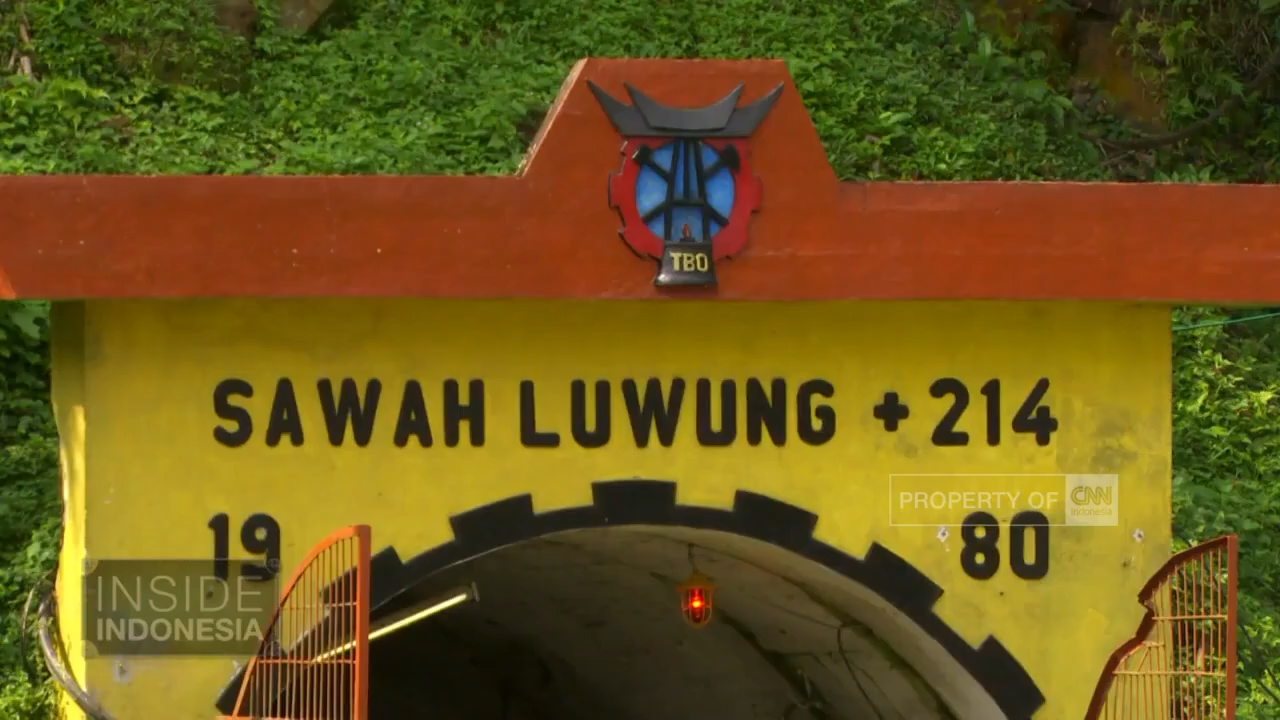 TBO
SAWAH LUWUNG + 214
PROPERTY OF CNN Indonesia
19 80
INSIDE
INDONESIA